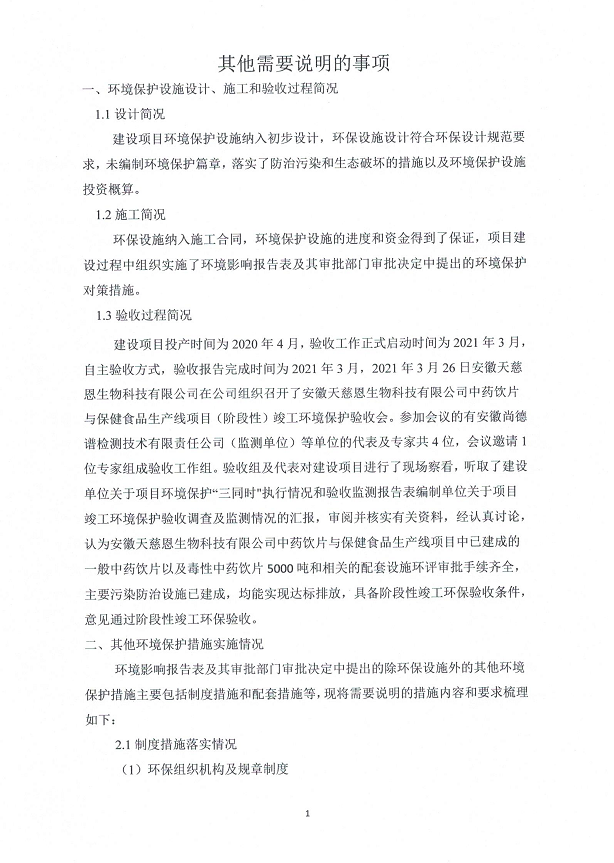 其他需要说明的事项
一、环境保护设施设计、施工和验收过程简况
1.1 设计简况
建设项目环境保护设施纳入初步设计，环保设施设计符合环保设计规范要
求，未编制环境保护篇章，落实了防治污染和生态破坏的措施以及环境保护设施
投资概算。
1.2 施工简况
环保设施纳入施工合同，环境保护设施的进度和资金得到了保证，项目建
设过程中组织实施了环境影响报告表及其审批部门审批决定中提出的环境保护
对策措施。
1.3 验收过程简况
建设项目投产时间为 2020 年 4 月，验收工作正式启动时间为 2021 年 3 月，
自主验收方式，验收报告完成时间为 2021 年 3 月，2021 年 3 月 26 日安徽天慈
恩生物科技有限公司在公司组织召开了安徽天慈恩生物科技有限公司中药饮片
与保健食品生产线项目（阶段性）竣工环境保护验收会。参加会议的有安徽尚德
谱检测技术有限责任公司（监测单位）等单位的代表及专家共 4 位，会议邀请 1
位专家组成验收工作组。验收组及代表对建设项目进行了现场察看，听取了建设
单位关于项目环境保护“三同时"执行情况和验收监测报告表编制单位关于项目
竣工环境保护验收调查及监测情况的汇报，审阅并核实有关资料，经认真讨论，
认为安徽天慈恩生物科技有限公司中药饮片与保健食品生产线项目中已建成的
一般中药饮片以及毒性中药饮片 5000 吨和相关的配套设施环评审批手续齐全，
主要污染防治设施已建成，均能实现达标排放，具备阶段性竣工环保验收条件，
意见通过阶段性竣工环保验收。
二、其他环境保护措施实施情况
环境影响报告表及其审批部门审批决定中提出的除环保设施外的其他环境
保护措施主要包括制度措施和配套措施等，现将需要说明的措施内容和要求梳理
如下：
2.1 制度措施落实情况
（1）环保组织机构及规章制度
1